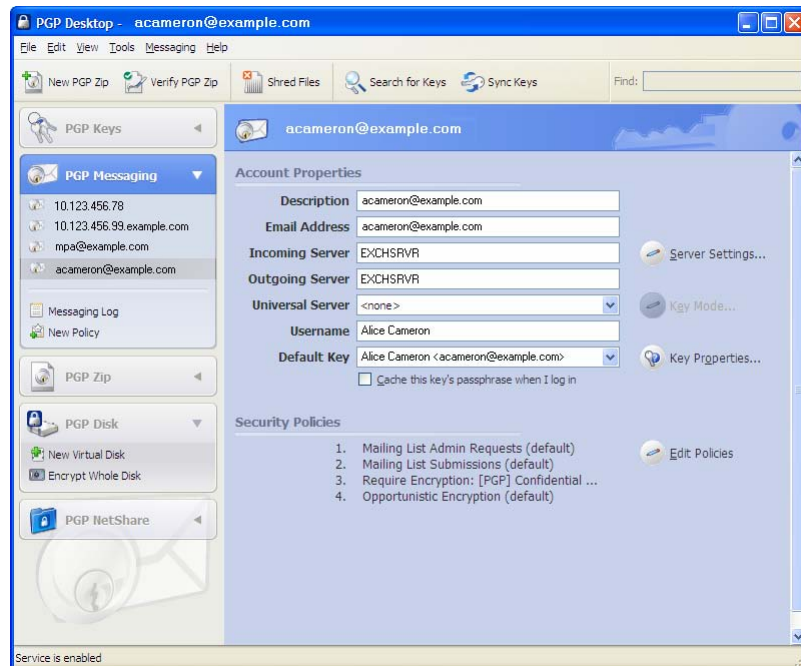 PGP Desktop - acameron@example.com
File Edit View Tools Messaging Help
New PGP Zip Verify PGP Zip Shred Files Search for Keys Sync Keys Find:
PGP Keys
PGP Messaging
10.123.456.78
10.123.456.99.example.com
mpa@example.com
acameron@example.com
Messaging Log
New Policy
PGP Zip
PGP Disk
New Virtual Disk
Encrypt Whole Disk
PGP NetShare
acameron@example.com
Account Properties
Description acameron@example.com
Email Address acameron@example.com
Incoming Server EXCHSRVR Server Settings...
Outgoing Server EXCHSRVR
Universal Server <none> Key Mode...
Username Alice Cameron
Default Key Alice Cameron <acameron@example.com> Key Properties...
Cache this key's passphrase when I log in
Security Policies
1. Mailing List Admin Requests (default) Edit Policies
2. Mailing List Submissions (default)
3. Require Encryption: [PGP] Confidential ...
4. Opportunistic Encryption (default)
Service is enabled